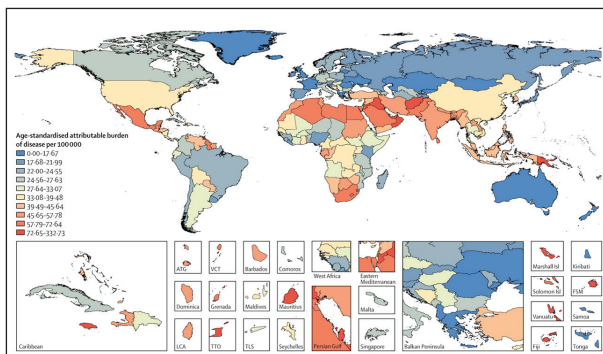 Age-standardised attributable burden
of disease per 100 000
0·00–17·67
17·68–21·99
22·00–24·55
24·56–27·63
27·64–33·07
33·08–39·48
39·49–45·64
45·65–57·78
57·79–72·64
72·65–332·73
Caribbean
ATG
VCT
Barbados
Comoros
Dominica
Grenada
Maldives
Mauritius
LCA
TTO
TLS
Seychelles
West Africa
Eastern
Mediterranean
Persian Gulf
Malta
Singapore
Balkan Peninsula
Marshall Isl
Kiribati
Solomon Isl
FSM
Vanuatu
Samoa
Fiji
Tonga